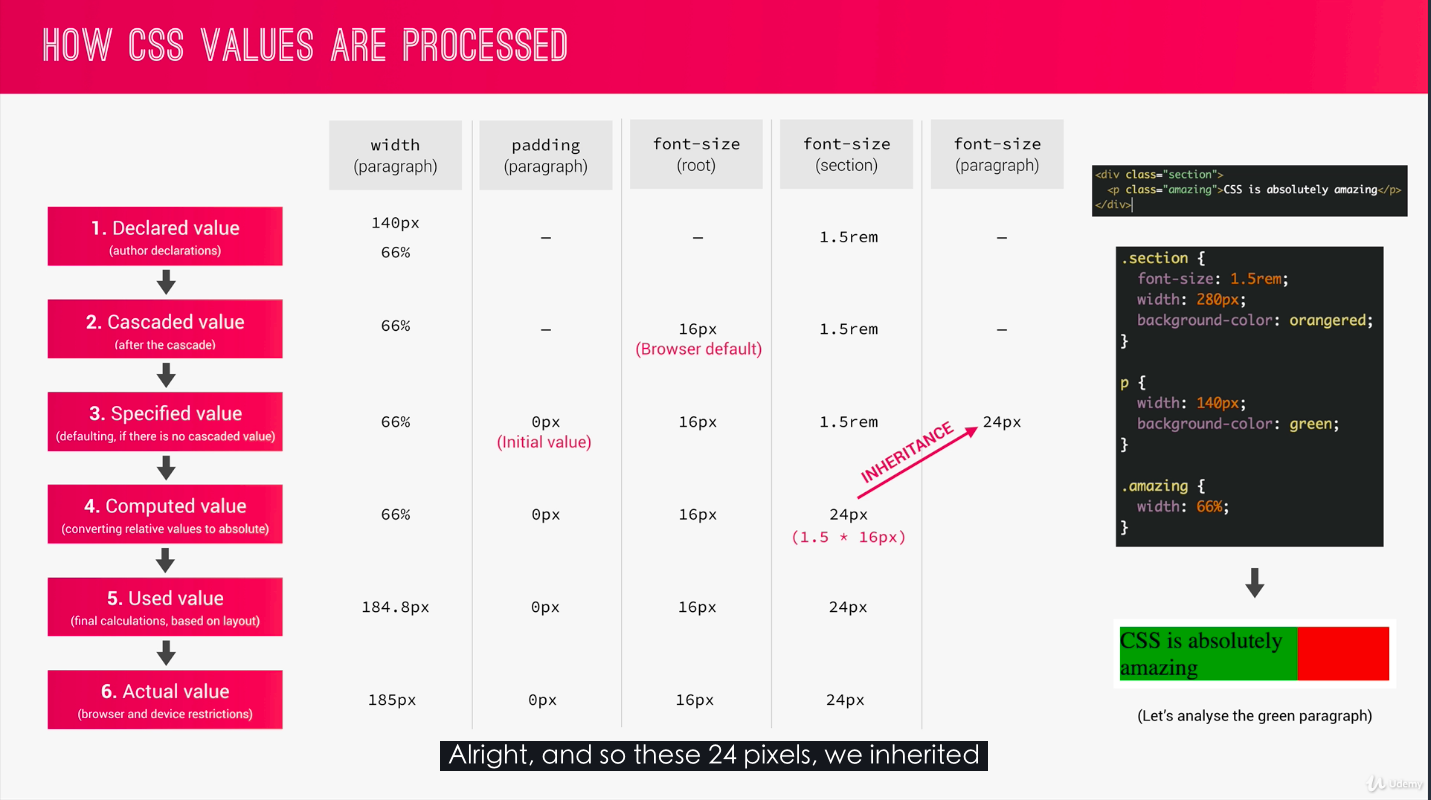 HOW CSS VALUES ARE PROCESSED
width
(paragraph)
padding
(paragraph)
font-size
(root)
font-size
(section)
font-size
(paragraph)
1. Declared value
(author declarations)
140px
66%
–
–
1.5rem
–
2. Cascaded value
(after the cascade)
66%
–
16px
(Browser default)
1.5rem
–
3. Specified value
(defaulting, if there is no cascaded value)
66%
0px
(Initial value)
16px
1.5rem
INHERITANCE
24px
4. Computed value
(converting relative values to absolute)
66%
0px
16px
24px
(1.5 * 16px)
5. Used value
(final calculations, based on layout)
184.8px
0px
16px
24px
6. Actual value
(browser and device restrictions)
185px
0px
16px
24px
<div class="section">
<p class="amazing">CSS is absolutely amazing</p>
</div>
.section {
font-size: 1.5rem;
width: 280px;
background-color: orangered;
}
p {
width: 140px;
background-color: green;
}
.amazing {
width: 66%;
}
CSS is absolutely
amazing
(Let's analyse the green paragraph)
Alright, and so these 24 pixels, we inherited
Udemy